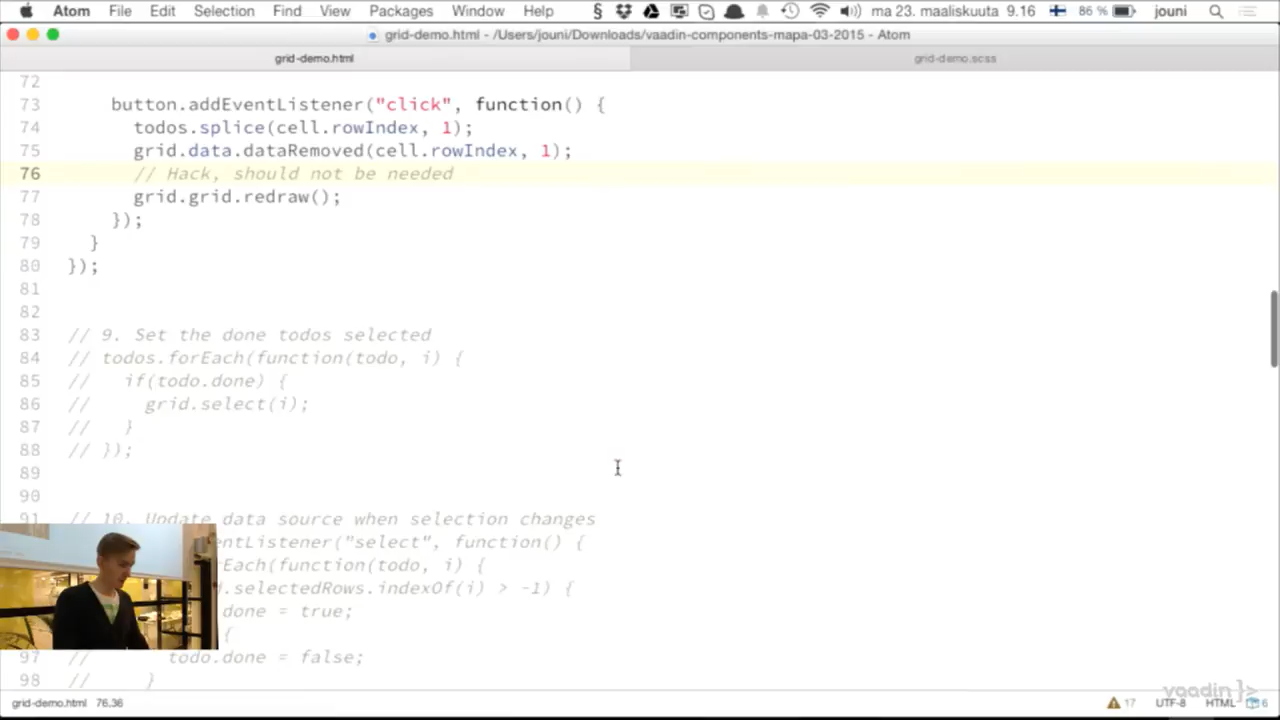 Atom File Edit Selection Find View Packages Window Help § ma 23. maaliskuuta 9.16 86 % jouni
grid-demo.html - /Users/jouni/Downloads/vaadin-components-mapa-03-2015 - Atom
grid-demo.html grid-demo.scss
72
73 button.addEventListener("click", function() {
74 todos.splice(cell.rowIndex, 1);
75 grid.data.dataRemoved(cell.rowIndex, 1);
76 // Hack, should not be needed
77 grid.grid.redraw();
78 });
79 }
80 });
81
82
83 // 9. Set the done todos selected
84 // todos.forEach(function(todo, i) {
85 // if(todo.done) {
86 // grid.select(i);
87 // }
88 // });
89
90
91 // 10. Update data source when selection changes
entListener("select", function() {
rEach(function(todo, i) {
d.selectedRows.indexOf(i) > -1) {
done = true;
{
97 // todo.done = false;
98 // }
grid-demo.html 76,36 17 UTF-8 HTML 6
vaadin }>